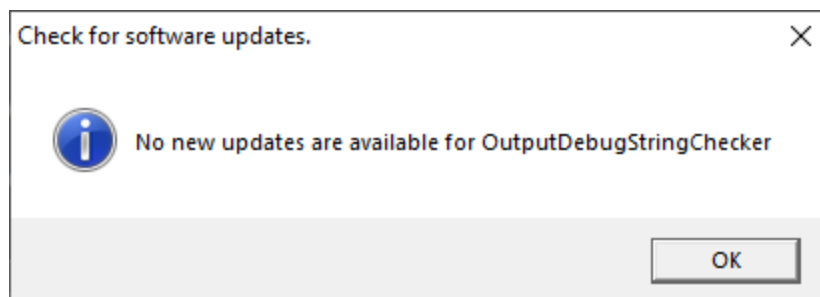 Check for software updates.
No new updates are available for OutputDebugStringChecker
OK